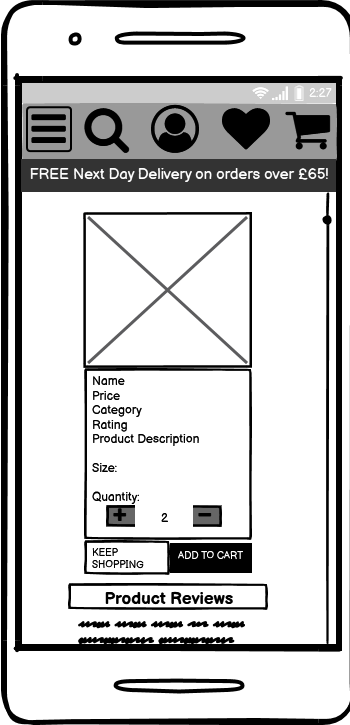 2:27
FREE Next Day Delivery on orders over £65!
Name
Price
Category
Rating
Product Description
Size:
Quantity:
+ 2 −
KEEP
SHOPPING
ADD TO CART
Product Reviews